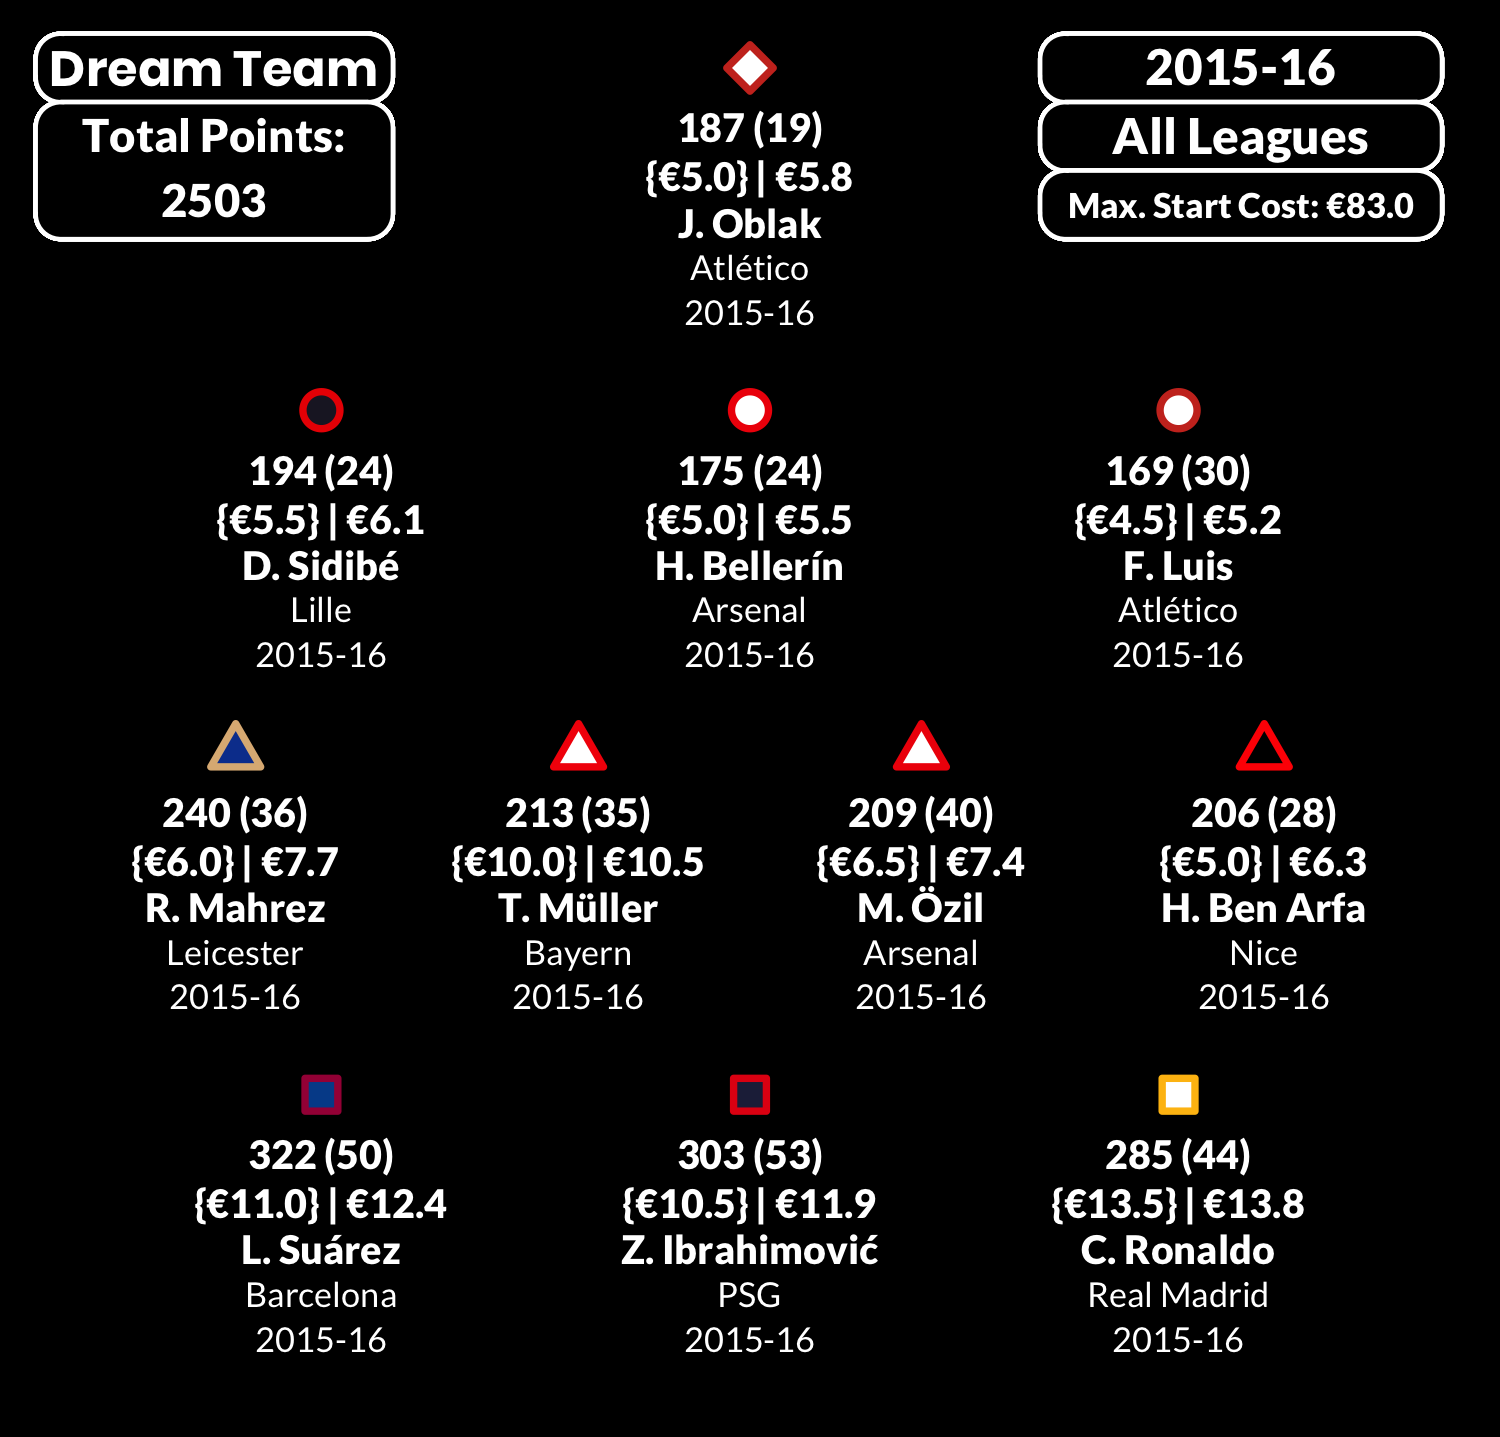 Dream Team
Total Points:
2503
2015-16
All Leagues
Max. Start Cost: €83.0
187 (19)
{€5.0} | €5.8
J. Oblak
Atlético
2015-16
194 (24)
{€5.5} | €6.1
D. Sidibé
Lille
2015-16
175 (24)
{€5.0} | €5.5
H. Bellerín
Arsenal
2015-16
169 (30)
{€4.5} | €5.2
F. Luis
Atlético
2015-16
240 (36)
{€6.0} | €7.7
R. Mahrez
Leicester
2015-16
213 (35)
{€10.0} | €10.5
T. Müller
Bayern
2015-16
209 (40)
{€6.5} | €7.4
M. Özil
Arsenal
2015-16
206 (28)
{€5.0} | €6.3
H. Ben Arfa
Nice
2015-16
322 (50)
{€11.0} | €12.4
L. Suárez
Barcelona
2015-16
303 (53)
{€10.5} | €11.9
Z. Ibrahimović
PSG
2015-16
285 (44)
{€13.5} | €13.8
C. Ronaldo
Real Madrid
2015-16